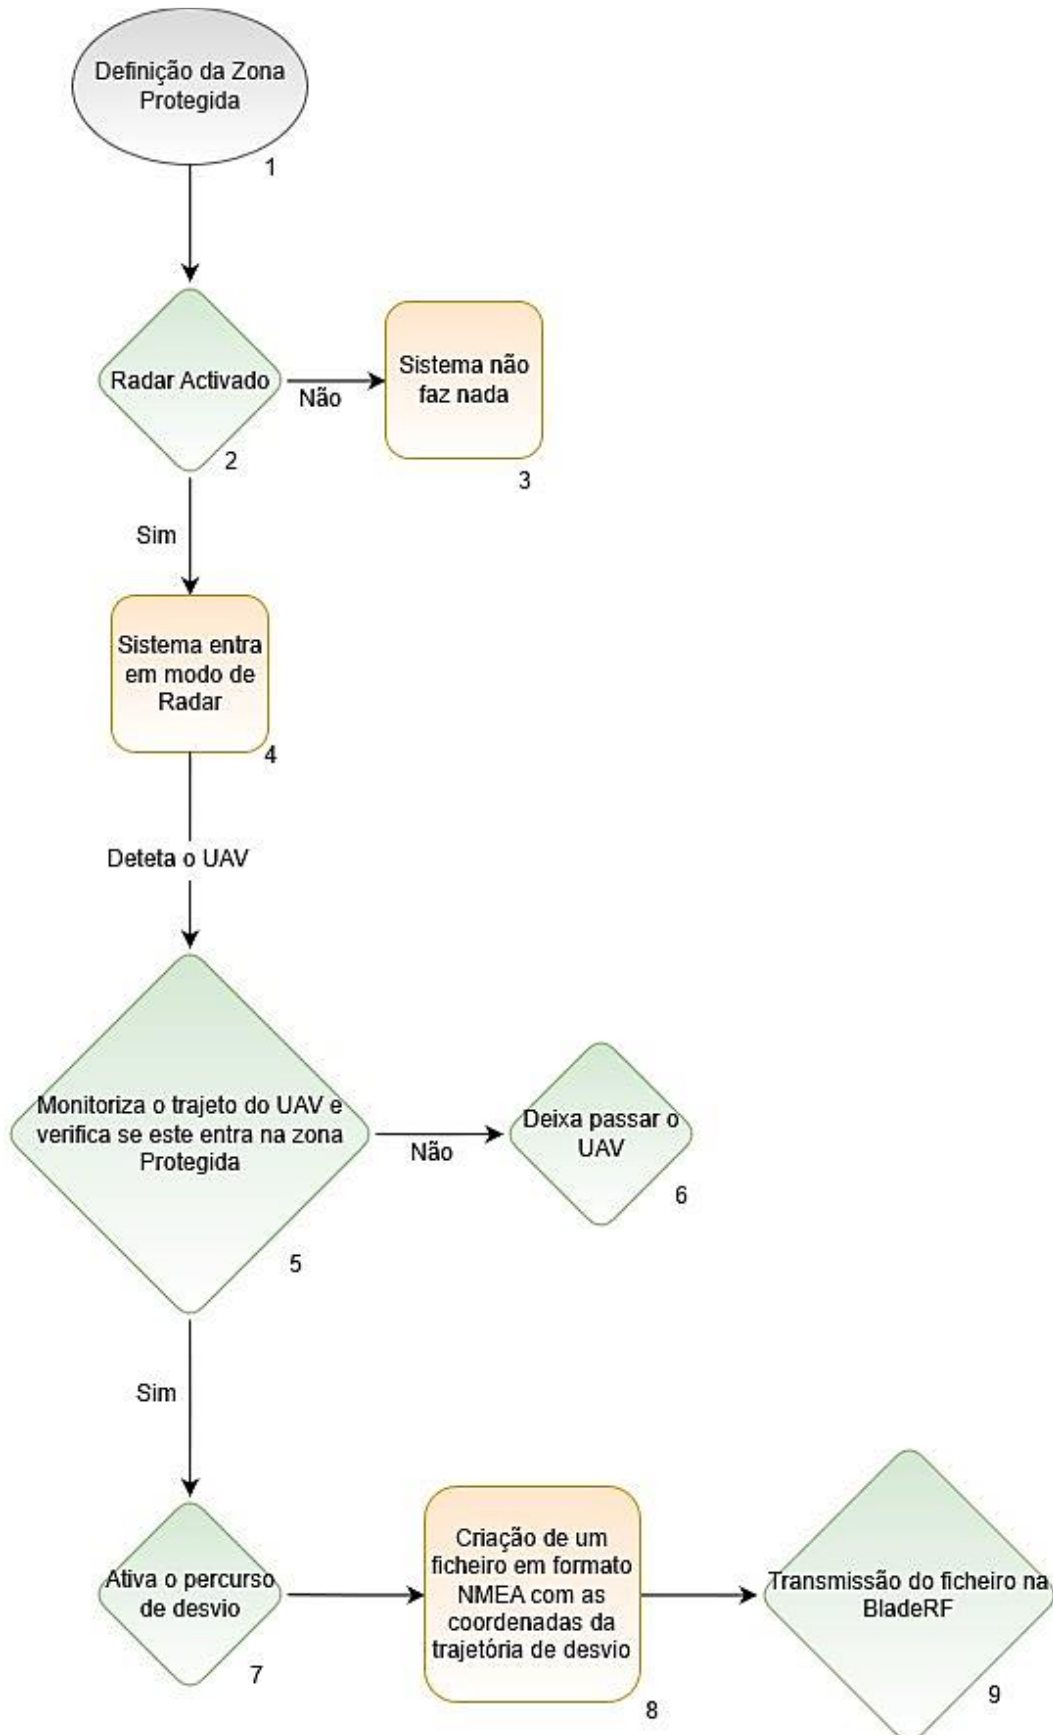 Definição da Zona
Protegida
1
Radar Activado
Não
2
Sistema não
faz nada
3
Sim
Sistema entra
em modo de
Radar
4
Deteta o UAV
Monitoriza o trajeto do UAV e
verifica se este entra na zona
Protegida
5
Não
Deixa passar o
UAV
6
Sim
Ativa o percurso
de desvio
7
Criação de um
ficheiro em formato
NMEA com as
coordenadas da
trajetória de desvio
8
Transmissão do ficheiro na
BladeRF
9